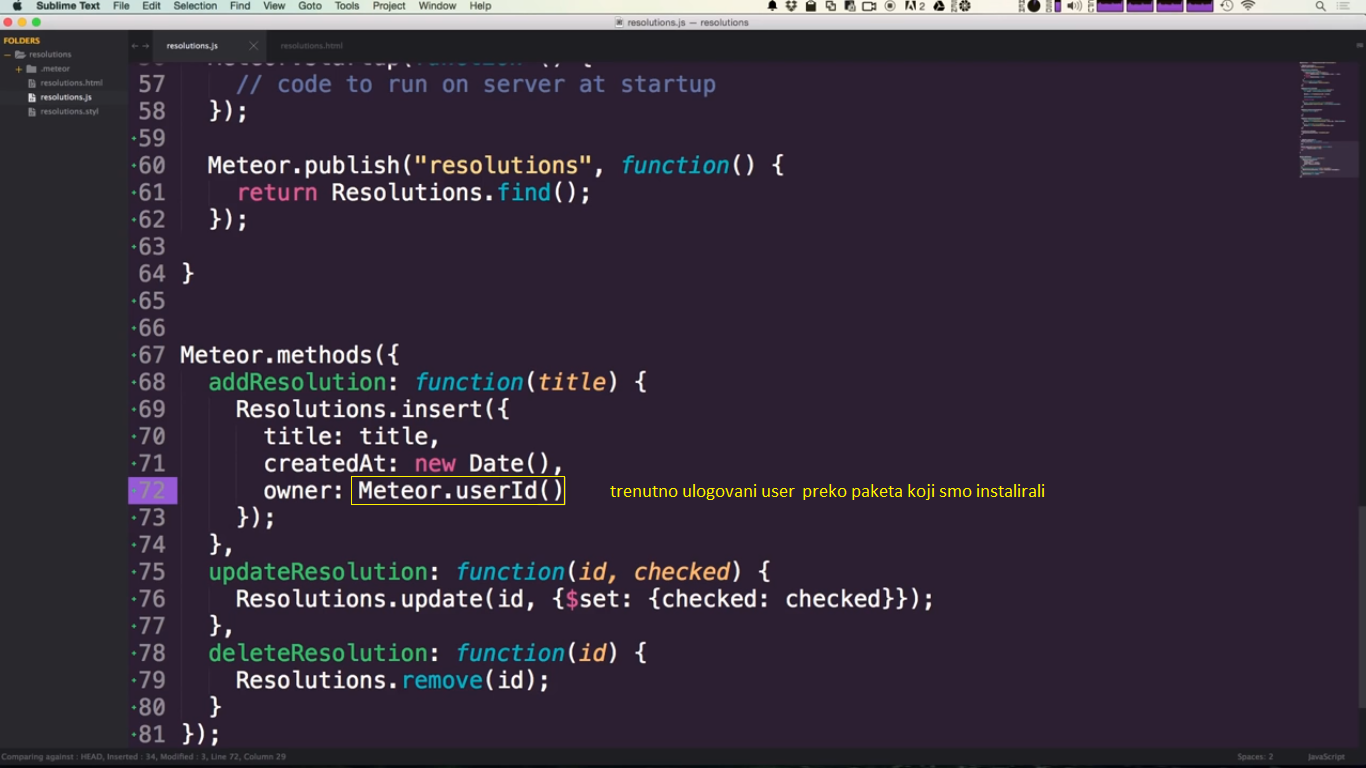 Sublime Text File Edit Selection Find View Goto Tools Project Window Help
resolutions.js — resolutions
FOLDERS
resolutions
.meteor
resolutions.html
resolutions.js
resolutions.styl
resolutions.js
resolutions.html
57 // code to run on server at startup
58 });
59
60 Meteor.publish("resolutions", function() {
61 return Resolutions.find();
62 });
63
64 }
65
66
67 Meteor.methods({
68 addResolution: function(title) {
69 Resolutions.insert({
70 title: title,
71 createdAt: new Date(),
72 owner: Meteor.userId() trenutno ulogovani user preko paketa koji smo instalirali
73 });
74 },
75 updateResolution: function(id, checked) {
76 Resolutions.update(id, {$set: {checked: checked}});
77 },
78 deleteResolution: function(id) {
79 Resolutions.remove(id);
80 }
81 });
Comparing against : HEAD, Inserted : 34, Modified : 3, Line 72, Column 29
Spaces: 2
JavaScript